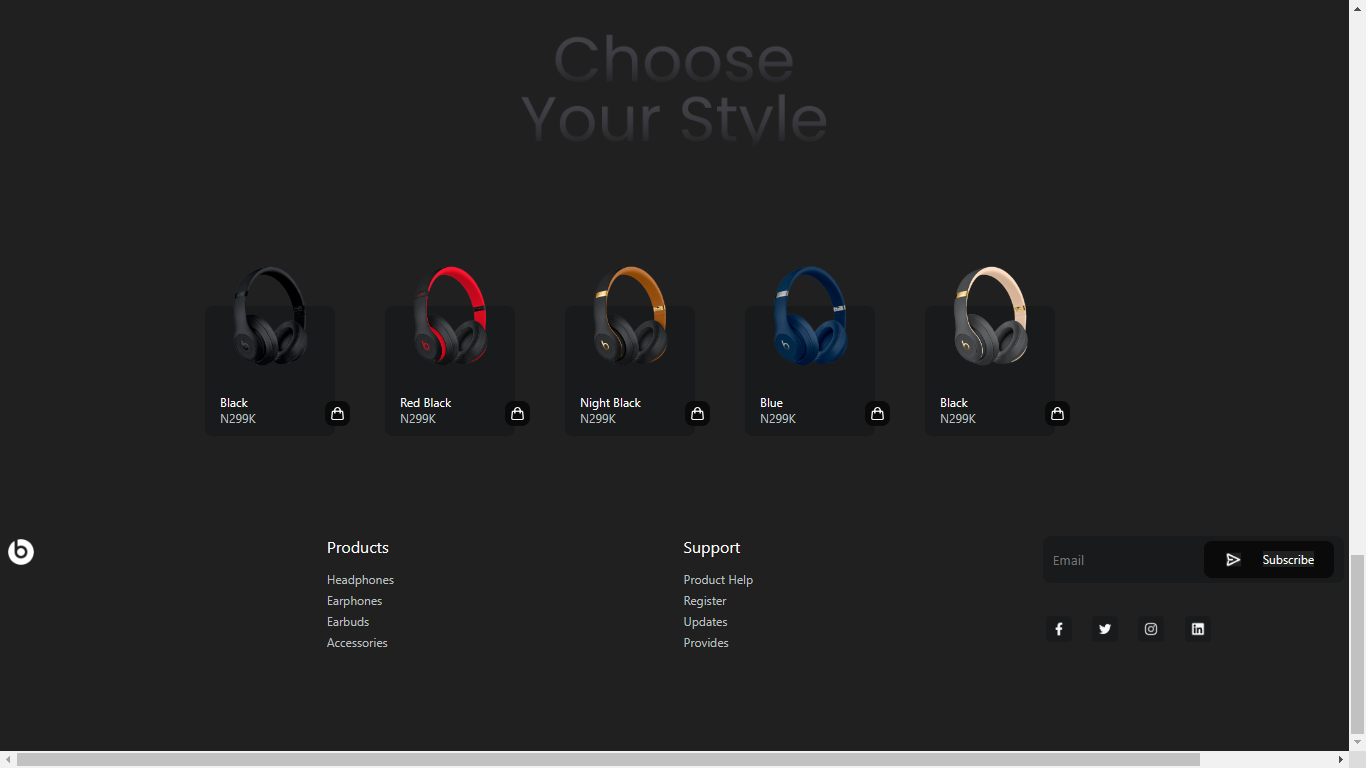 Choose
Your Style
Black
N299K
Red Black
N299K
Night Black
N299K
Blue
N299K
Black
N299K
Products
Headphones
Earphones
Earbuds
Accessories
Support
Product Help
Register
Updates
Provides
Email
Subscribe